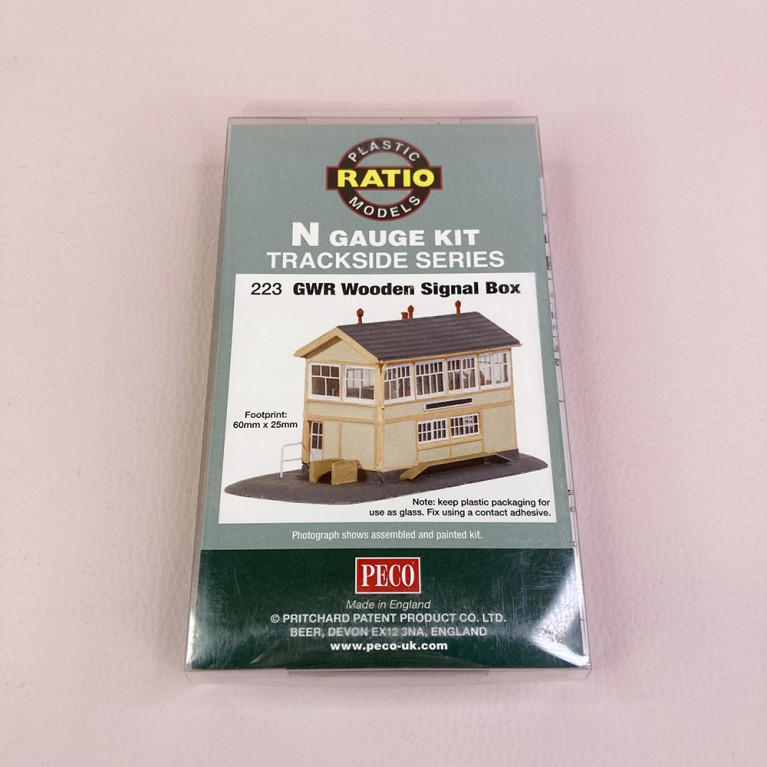 PLASTIC
RATIO
MODELS
N GAUGE KIT
TRACKSIDE SERIES
223 GWR Wooden Signal Box
Footprint:
60mm x 25mm
Note: keep plastic packaging for
use as glass. Fix using a contact adhesive.
Photograph shows assembled and painted kit.
PECO
Made in England
© PRITCHARD PATENT PRODUCT CO. LTD.
BEER, DEVON EX12 3NA, ENGLAND
www.peco-uk.com